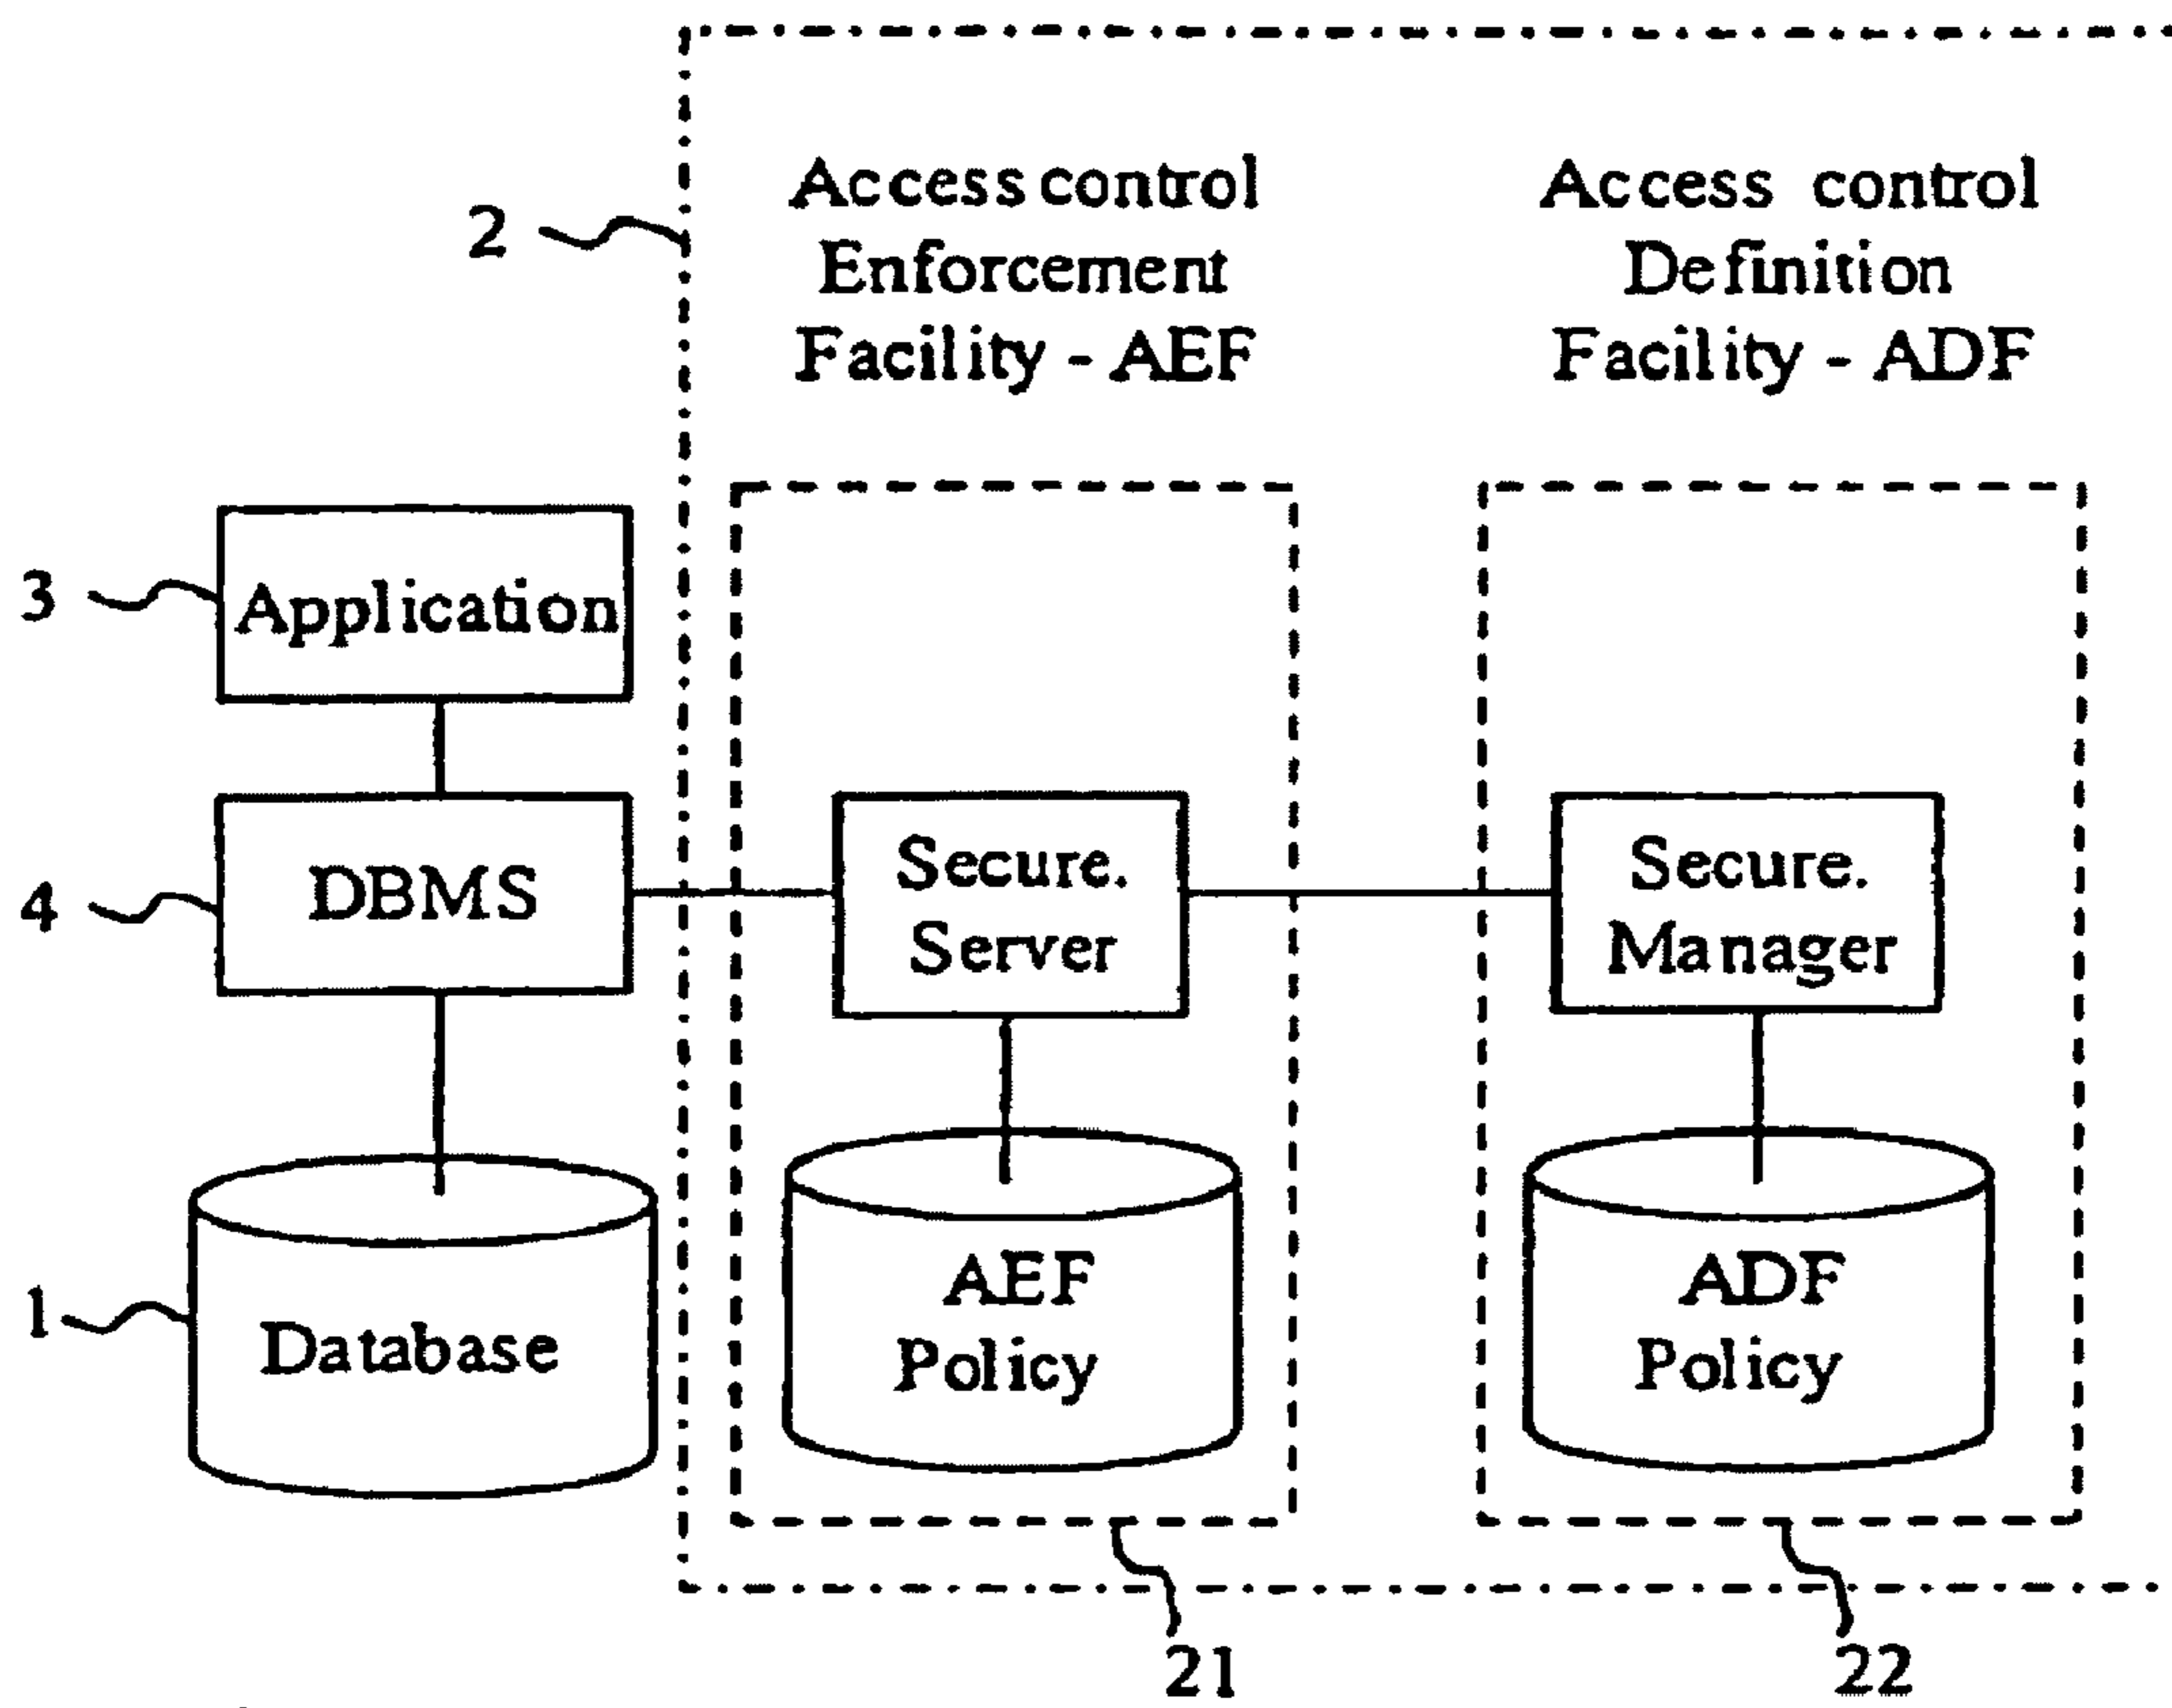 2
Access control
Enforcement
Facility - AEF
Access control
Definition
Facility - ADF
3
Application
4
DBMS
Secure.
Server
Secure.
Manager
1
Database
AEF
Policy
ADF
Policy
21
22